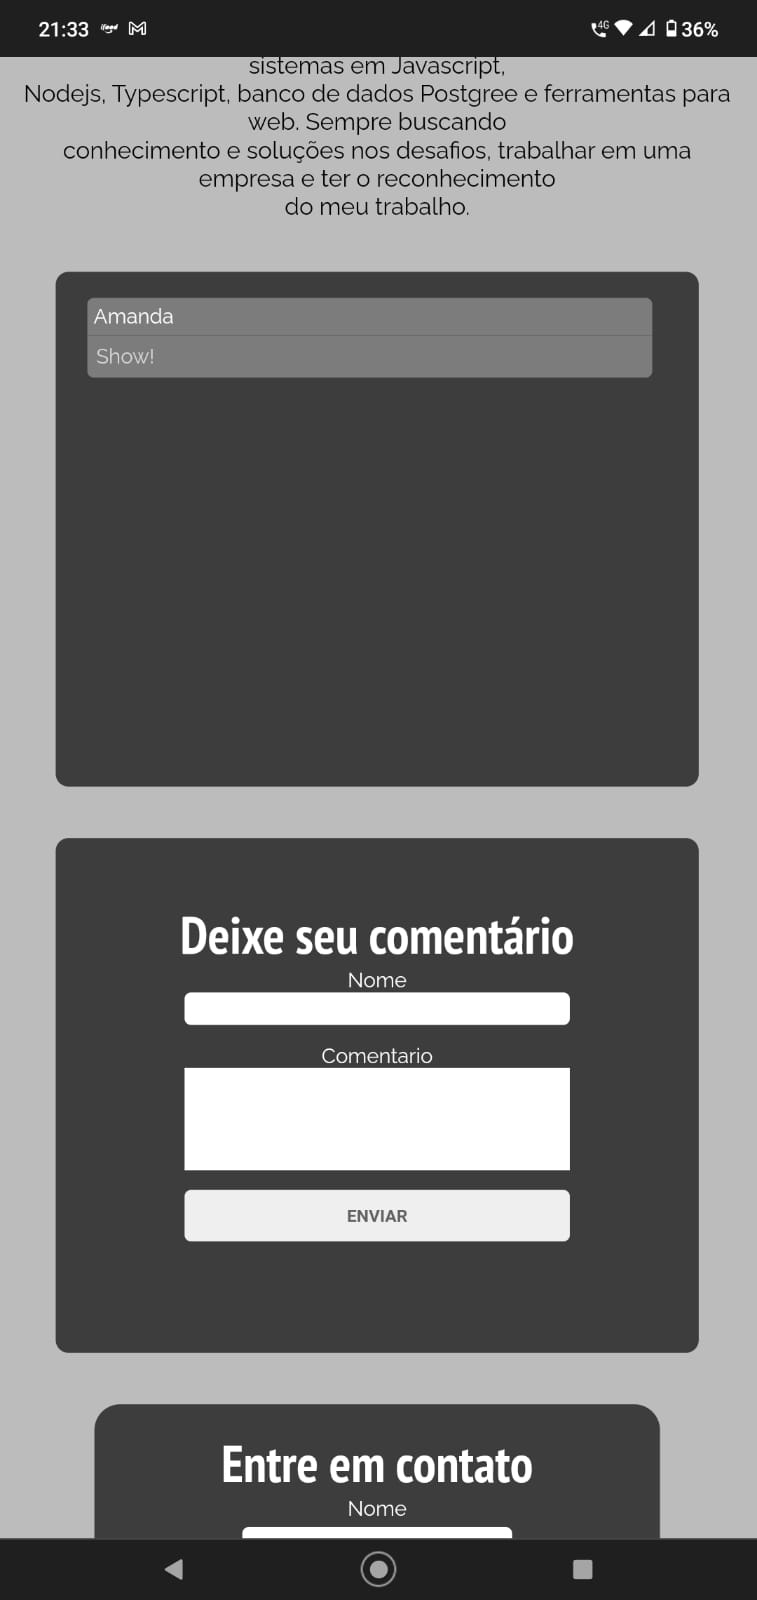 21:33 ifood 4G 36%
sistemas em Javascript,
Nodejs, Typescript, banco de dados Postgree e ferramentas para
web. Sempre buscando
conhecimento e soluções nos desafios, trabalhar em uma
empresa e ter o reconhecimento
do meu trabalho.
Amanda
Show!
Deixe seu comentário
Nome
Comentario
ENVIAR
Entre em contato
Nome